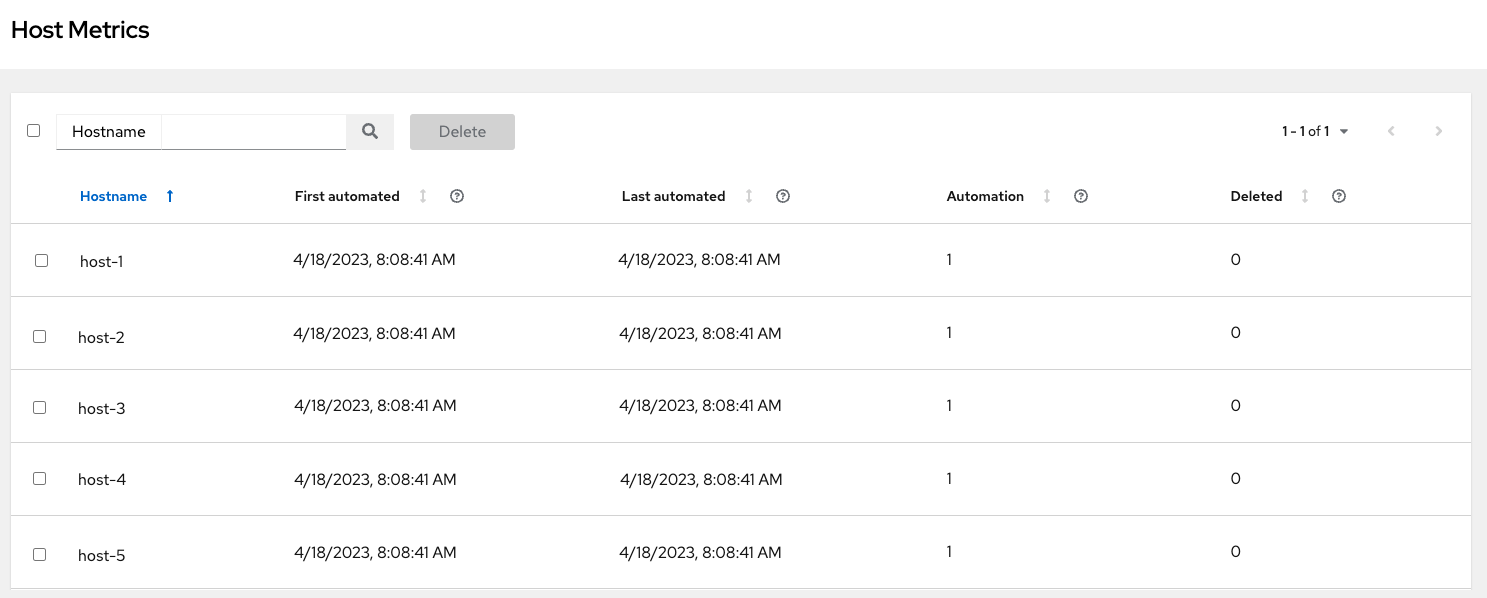 Host Metrics
Hostname Delete 1 - 1 of 1
Hostname First automated Last automated Automation Deleted
host-1 4/18/2023, 8:08:41 AM 4/18/2023, 8:08:41 AM 1 0
host-2 4/18/2023, 8:08:41 AM 4/18/2023, 8:08:41 AM 1 0
host-3 4/18/2023, 8:08:41 AM 4/18/2023, 8:08:41 AM 1 0
host-4 4/18/2023, 8:08:41 AM 4/18/2023, 8:08:41 AM 1 0
host-5 4/18/2023, 8:08:41 AM 4/18/2023, 8:08:41 AM 1 0